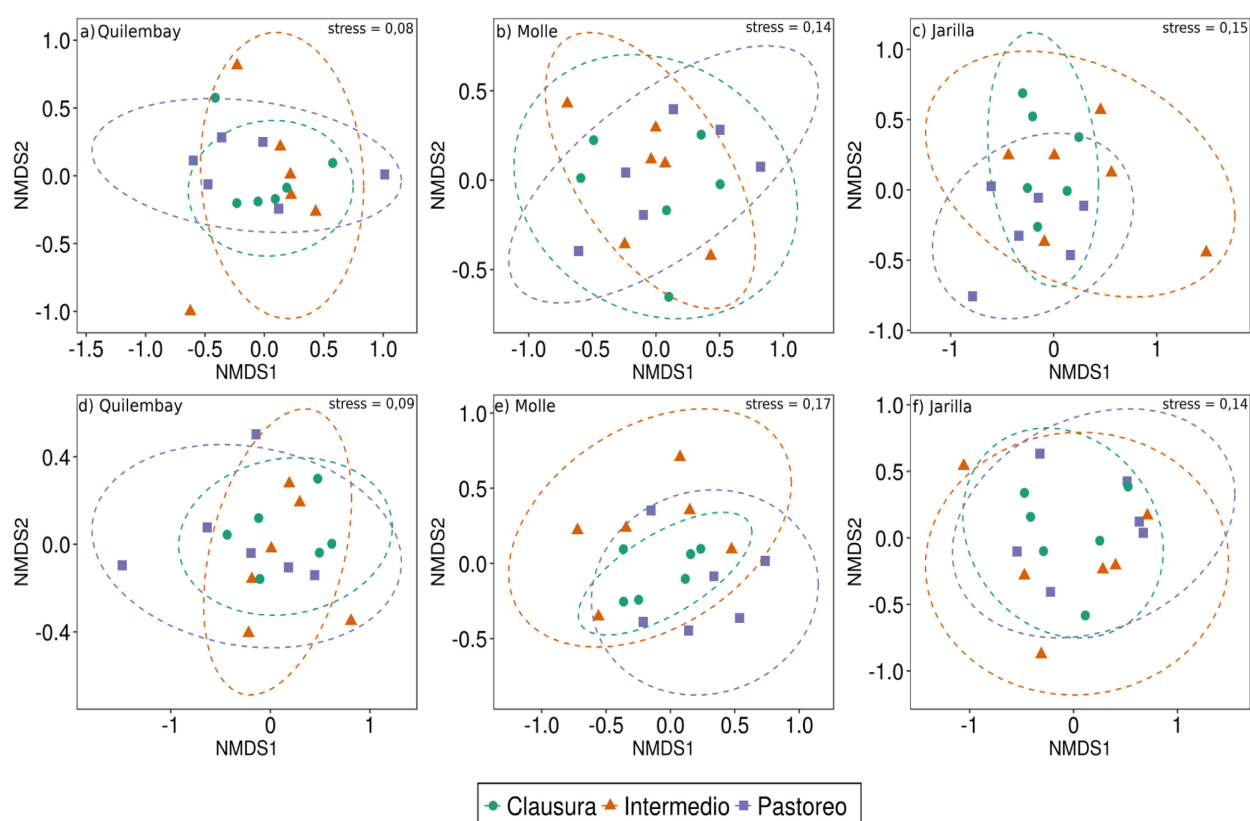 a) Quilembay
stress = 0,08
b) Molle
stress = 0,14
c) Jarilla
stress = 0,15
NMDS2
1.0
0.5
0.0
-0.5
-1.0
-1.5
-1.0
-0.5
0.0
0.5
1.0
NMDS1
NMDS2
0.5
0.0
-0.5
-1.0
-0.5
0.0
0.5
1.0
NMDS1
NMDS2
1.0
0.5
0.0
-0.5
-1.0
-1
0
1
NMDS1
d) Quilembay
stress = 0,09
e) Molle
stress = 0,17
f) Jarilla
stress = 0,14
NMDS2
0.4
0.0
-0.4
-1
0
1
NMDS1
NMDS2
1.0
0.5
0.0
-0.5
-1.0
-0.5
0.0
0.5
1.0
NMDS1
NMDS2
1.0
0.5
0.0
-0.5
-1.0
-1
0
1
NMDS1
Clausura
Intermedio
Pastoreo